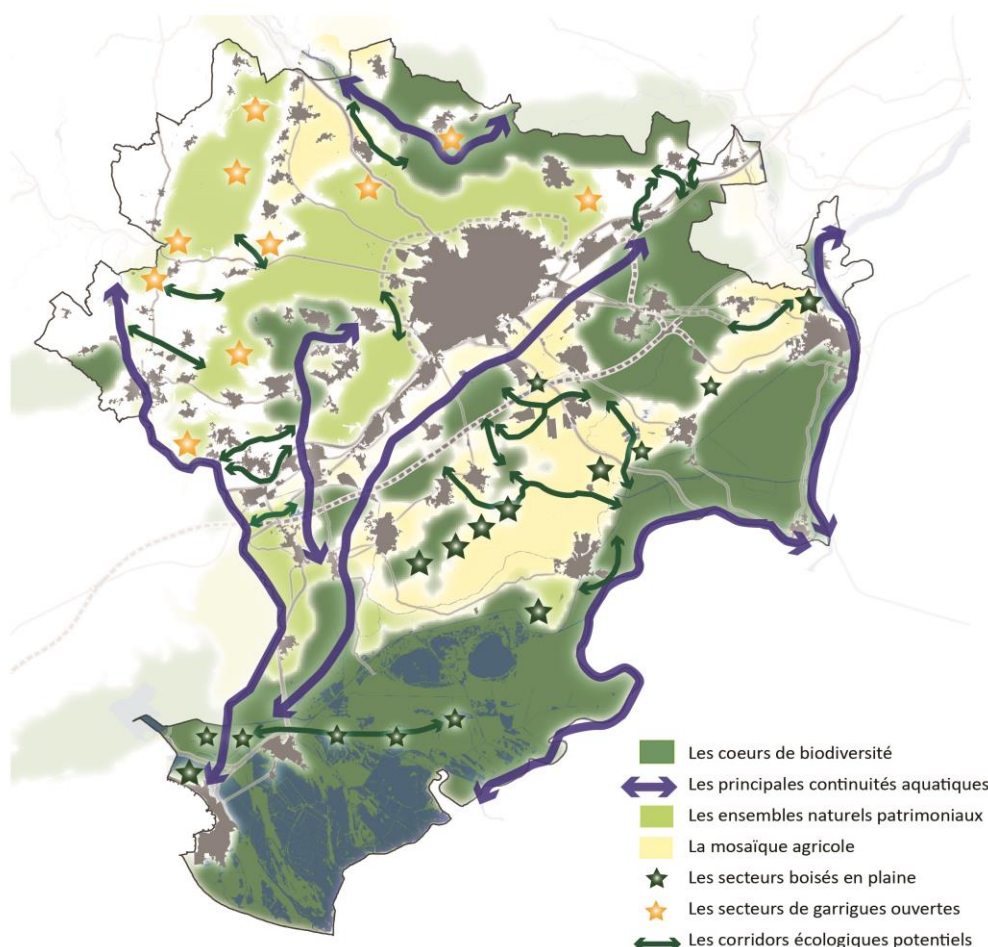 Les coeurs de biodiversité
Les principales continuités aquatiques
Les ensembles naturels patrimoniaux
La mosaïque agricole
Les secteurs boisés en plaine
Les secteurs de garrigues ouvertes
Les corridors écologiques potentiels